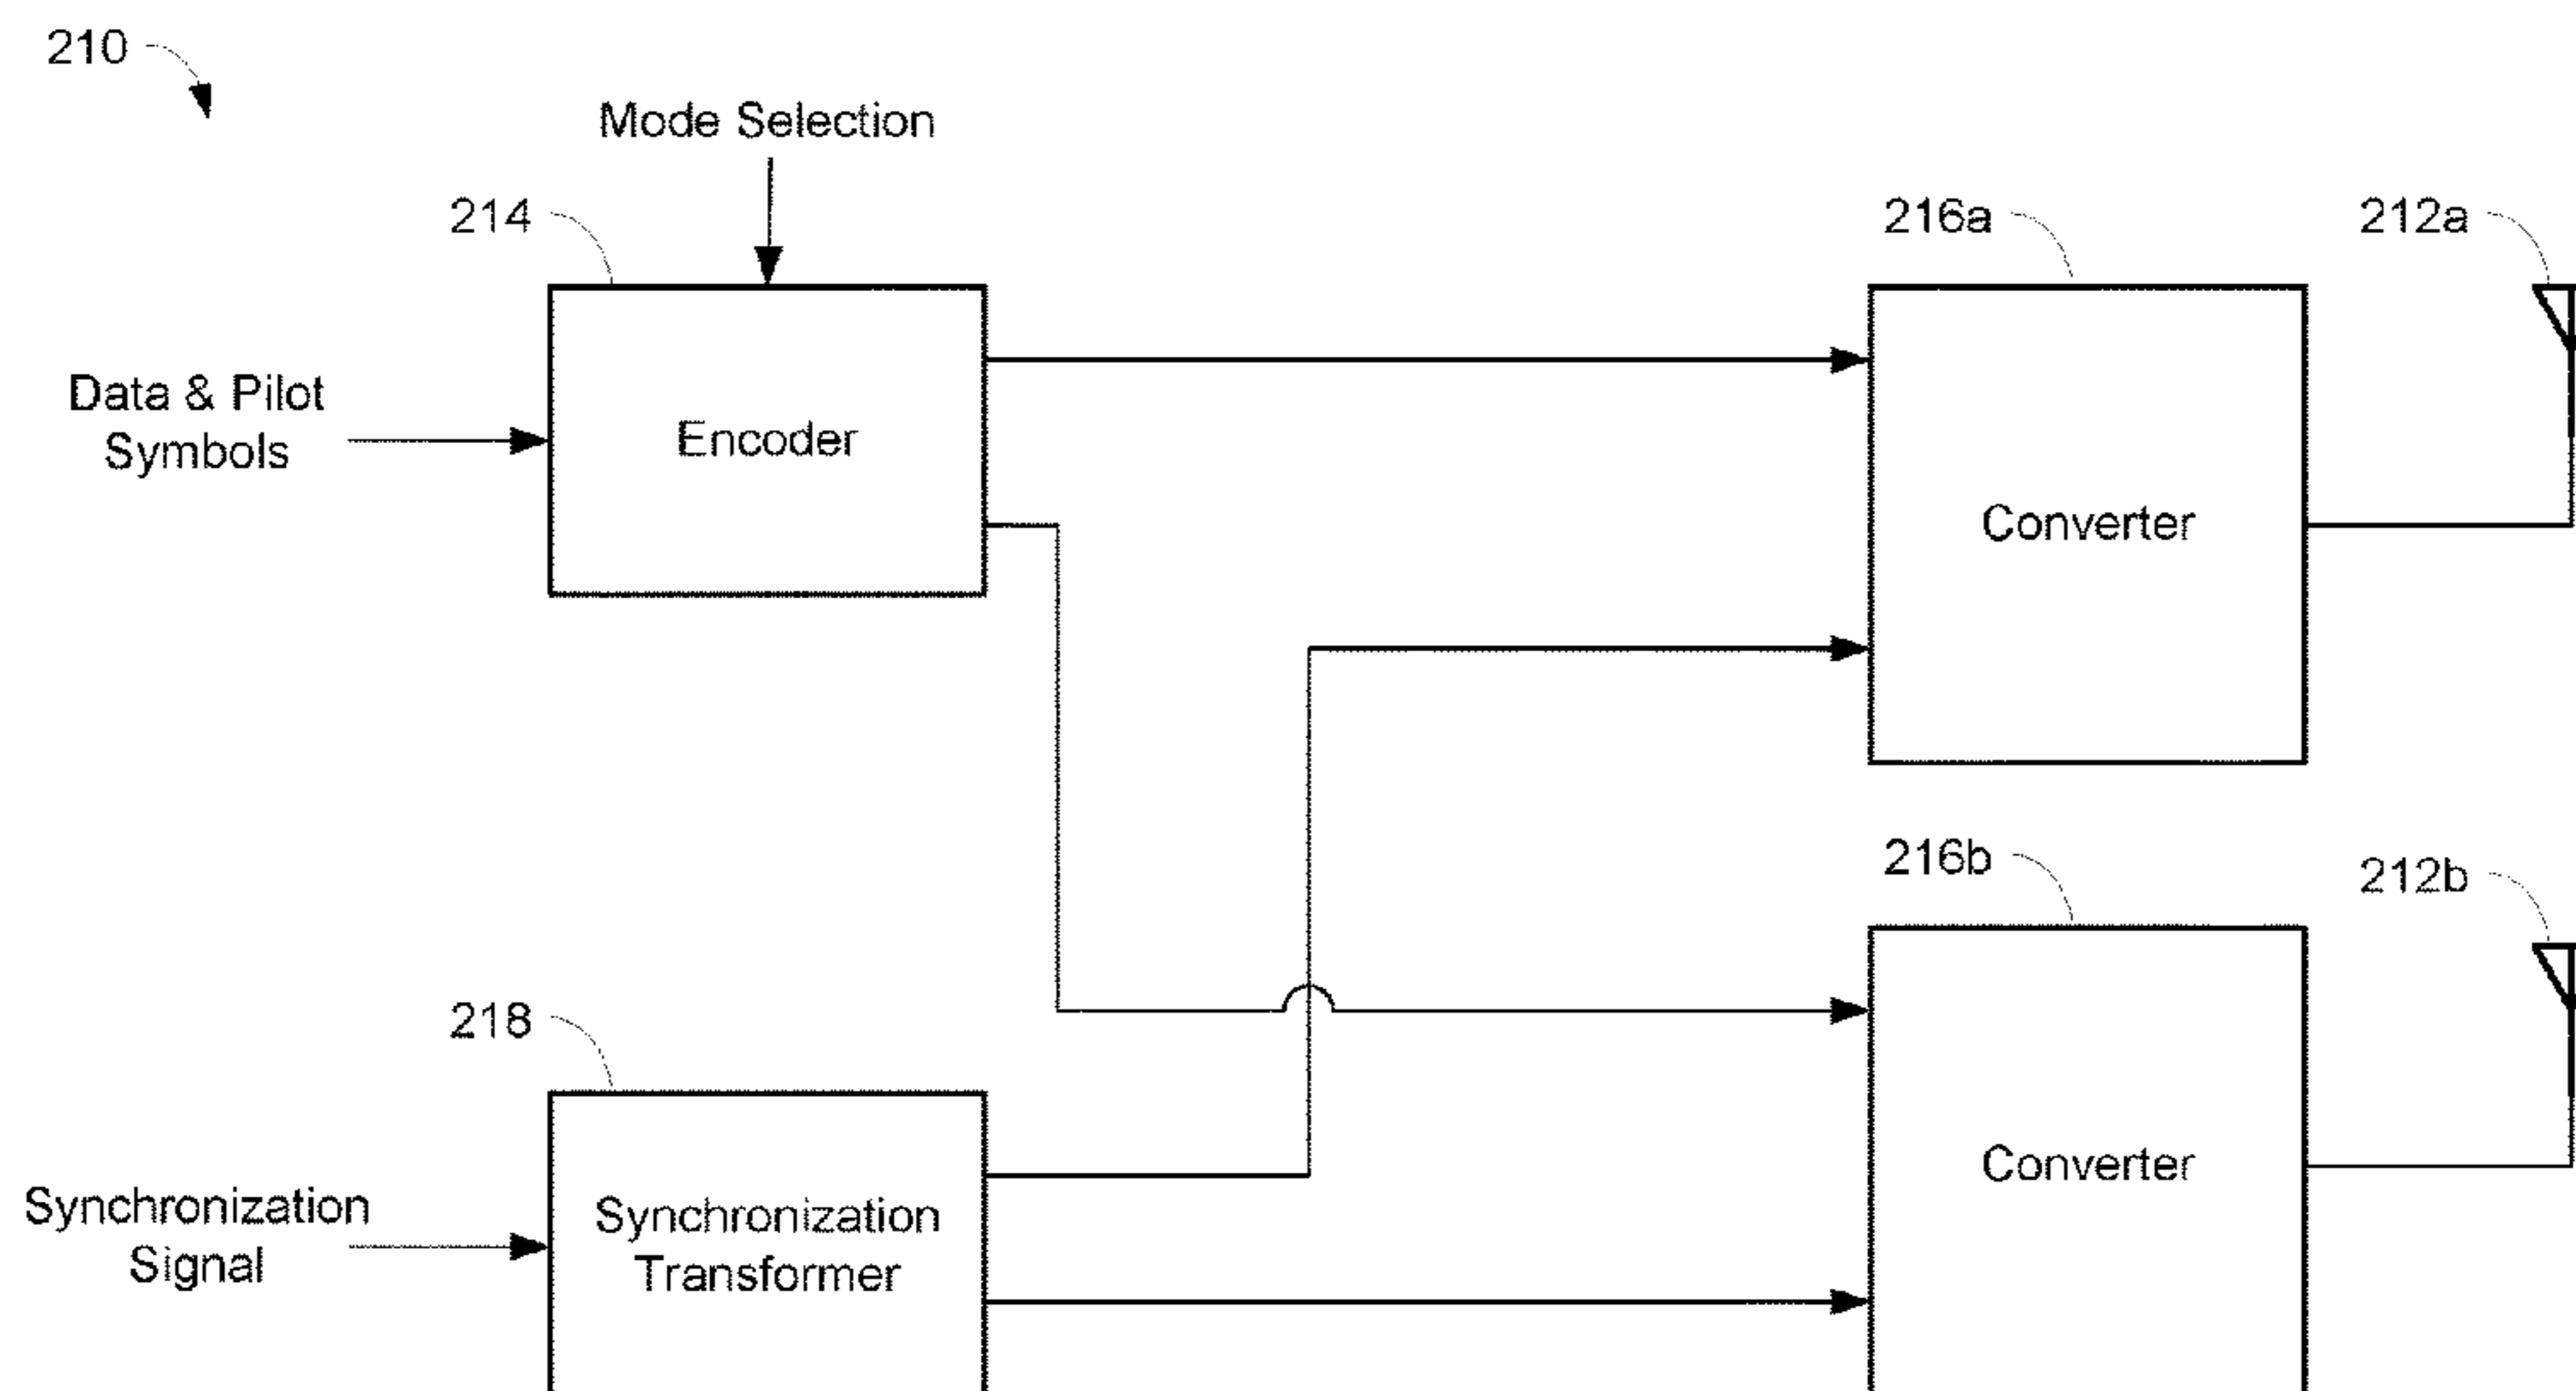 210
Mode Selection
214
216a
212a
Data & Pilot
Symbols
Encoder
Converter
216b
212b
218
Converter
Synchronization
Signal
Synchronization
Transformer